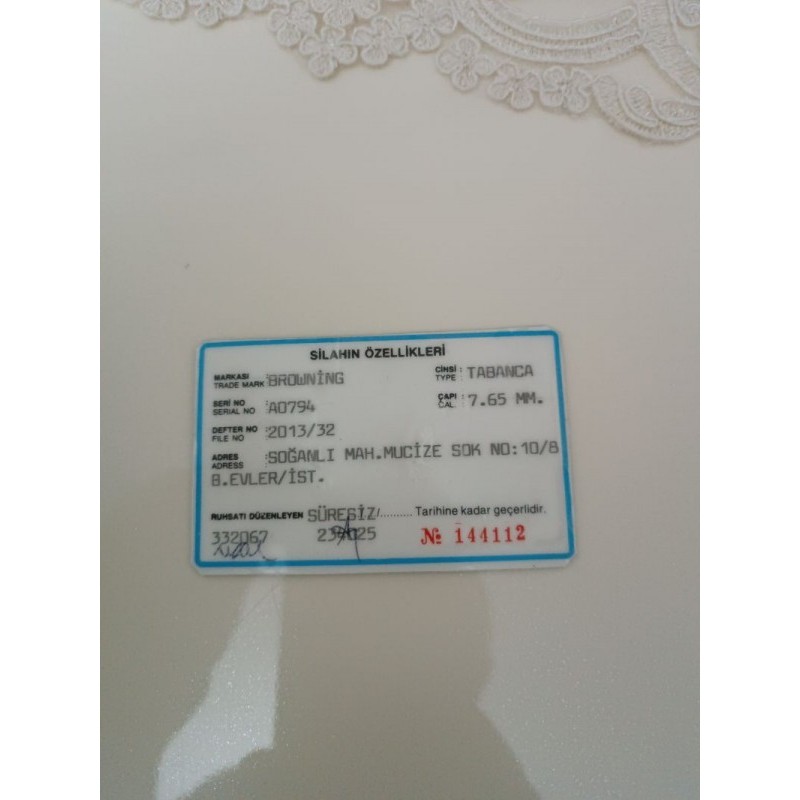 SİLAHIN ÖZELLİKLERİ
MARKASI TRADE MARK : BROWNİNG CİNSİ TYPE : TABANCA
SERİ NO SERIAL NO : A0794 ÇAPI CAL. : 7.65 MM.
DEFTER NO FILE NO : 2013/32
ADRES ADRESS : SOĞANLI MAH.MUCİZE SOK NO:10/8
B.EVLER/İST.
RUHSATI DÜZENLEYEN SÜRESİZ/.......... Tarihine kadar geçerlidir.
332067 № 144112